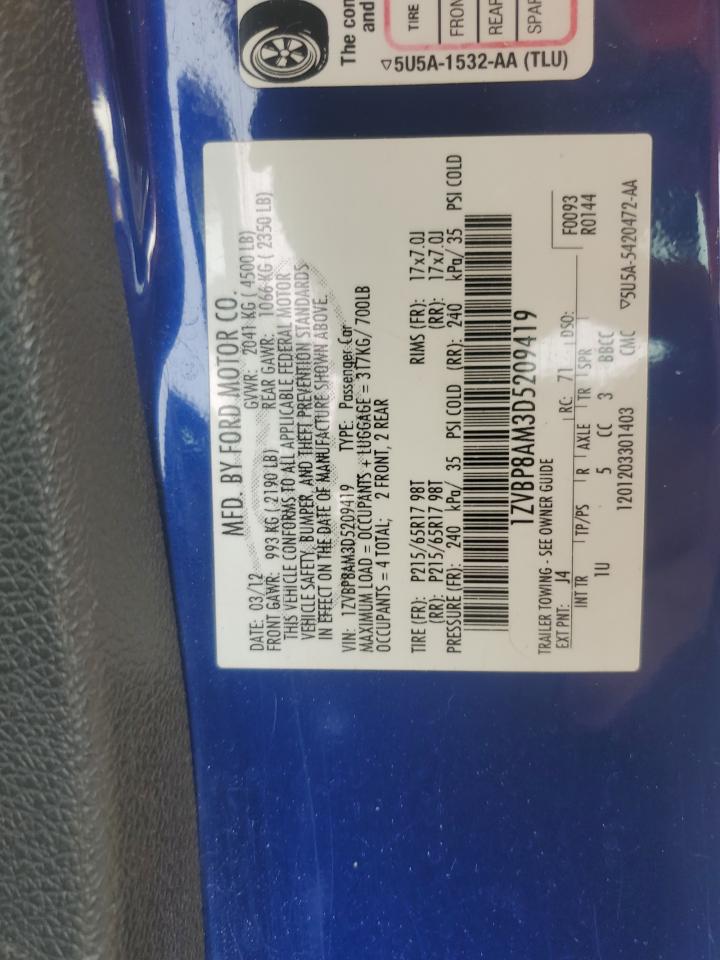 The con
and
TIRE
FRON
REAR
SPAR
▽5U5A-1532-AA (TLU)
MFD. BY FORD MOTOR CO.
DATE: 03/12 GVWR: 2041 KG ( 4500 LB)
FRONT GAWR: 993 KG ( 2190 LB) REAR GAWR: 1066 KG ( 2350 LB)
THIS VEHICLE CONFORMS TO ALL APPLICABLE FEDERAL MOTOR
VEHICLE SAFETY, BUMPER, AND THEFT PREVENTION STANDARDS
IN EFFECT ON THE DATE OF MANUFACTURE SHOWN ABOVE.
VIN: 1ZVBP8AM3D5209419 TYPE: Passenger Car
MAXIMUM LOAD = OCCUPANTS + LUGGAGE = 317KG/ 700LB
OCCUPANTS = 4 TOTAL; 2 FRONT, 2 REAR
TIRE (FR): P215/65R17 98T RIMS (FR): 17x7.0J
(RR): P215/65R17 98T (RR): 17x7.0J
PRESSURE (FR): 240 kPa/ 35 PSI COLD (RR): 240 kPa/ 35 PSI COLD
1ZVBP8AM3D5209419
TRAILER TOWING - SEE OWNER GUIDE
F0093
EXT PNT: J4 RC: 71 DSO: R0144
INT TR TP/PS R AXLE TR SPR
1U 5 CC 3 BBCC
1201203301403 CMC ▽5U5A-5420472-AA